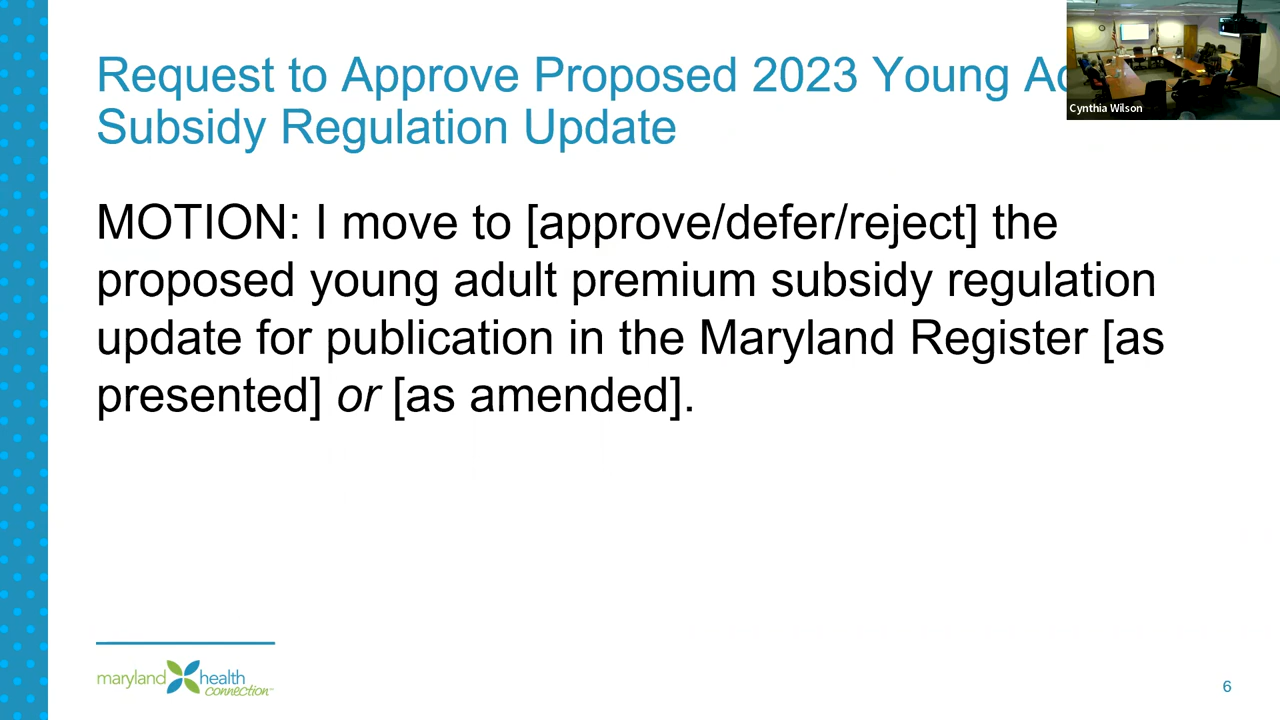 Request to Approve Proposed 2023 Young
Subsidy Regulation Update
Cynthia Wilson
MOTION: I move to [approve/defer/reject] the
proposed young adult premium subsidy regulation
update for publication in the Maryland Register [as
presented] or [as amended].
maryland health
connection
6